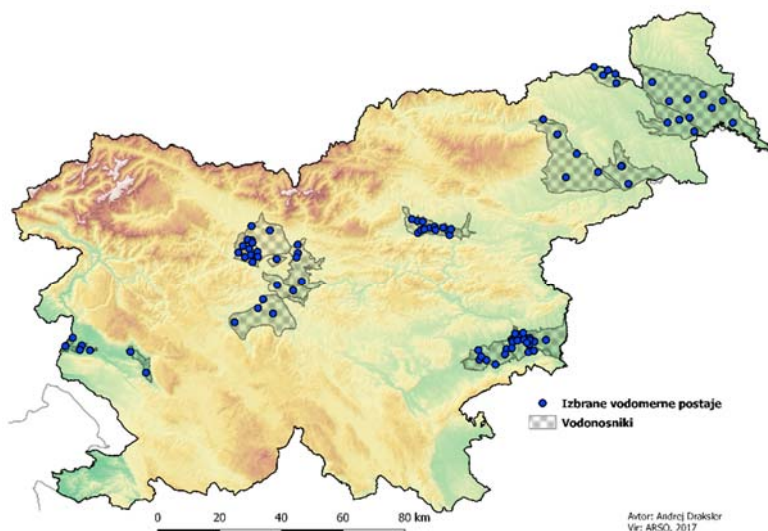 Izbrane vodomerne postaje
Vodonosniki
0 20 40 60 80 km
Avtor: Andrej Draksler
Vir: ARSO, 2017